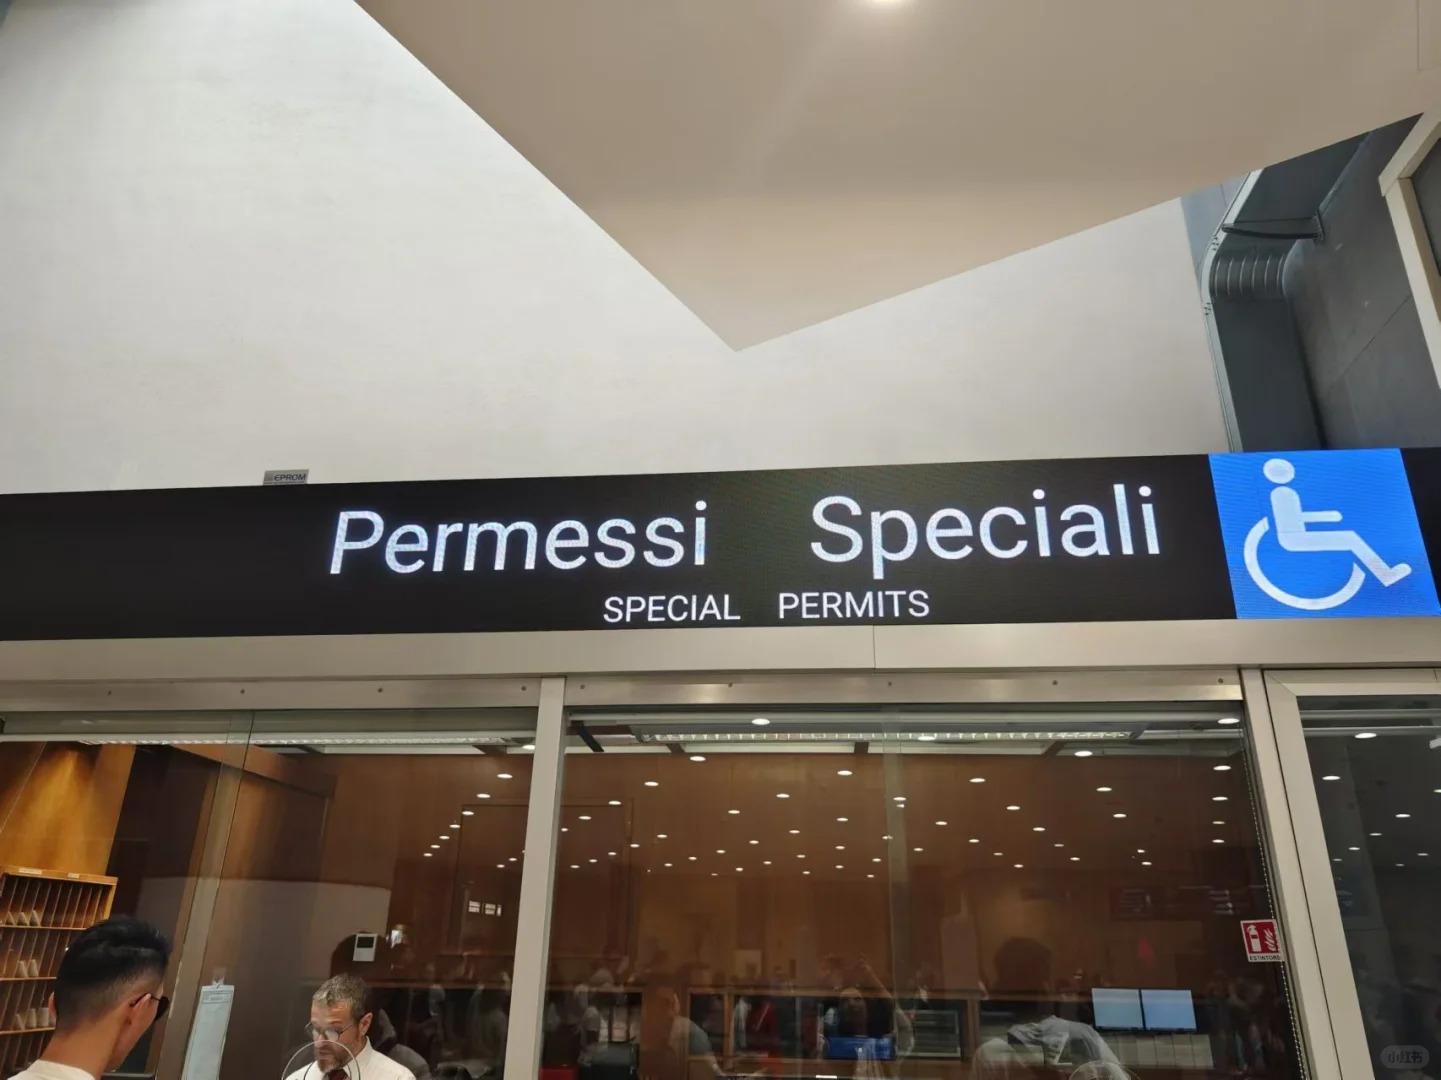 EPROM
Permessi Speciali
SPECIAL PERMITS
ESTINTORE
小红书